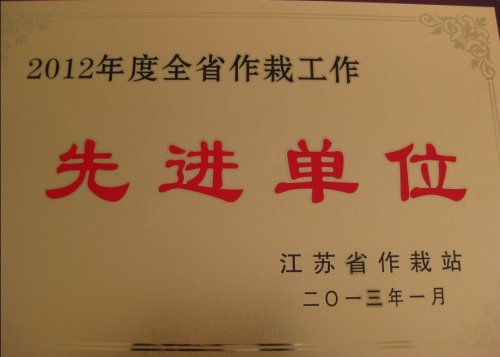 2012年度全省作栽工作
先进单位
江苏省作栽站
二〇一三年一月